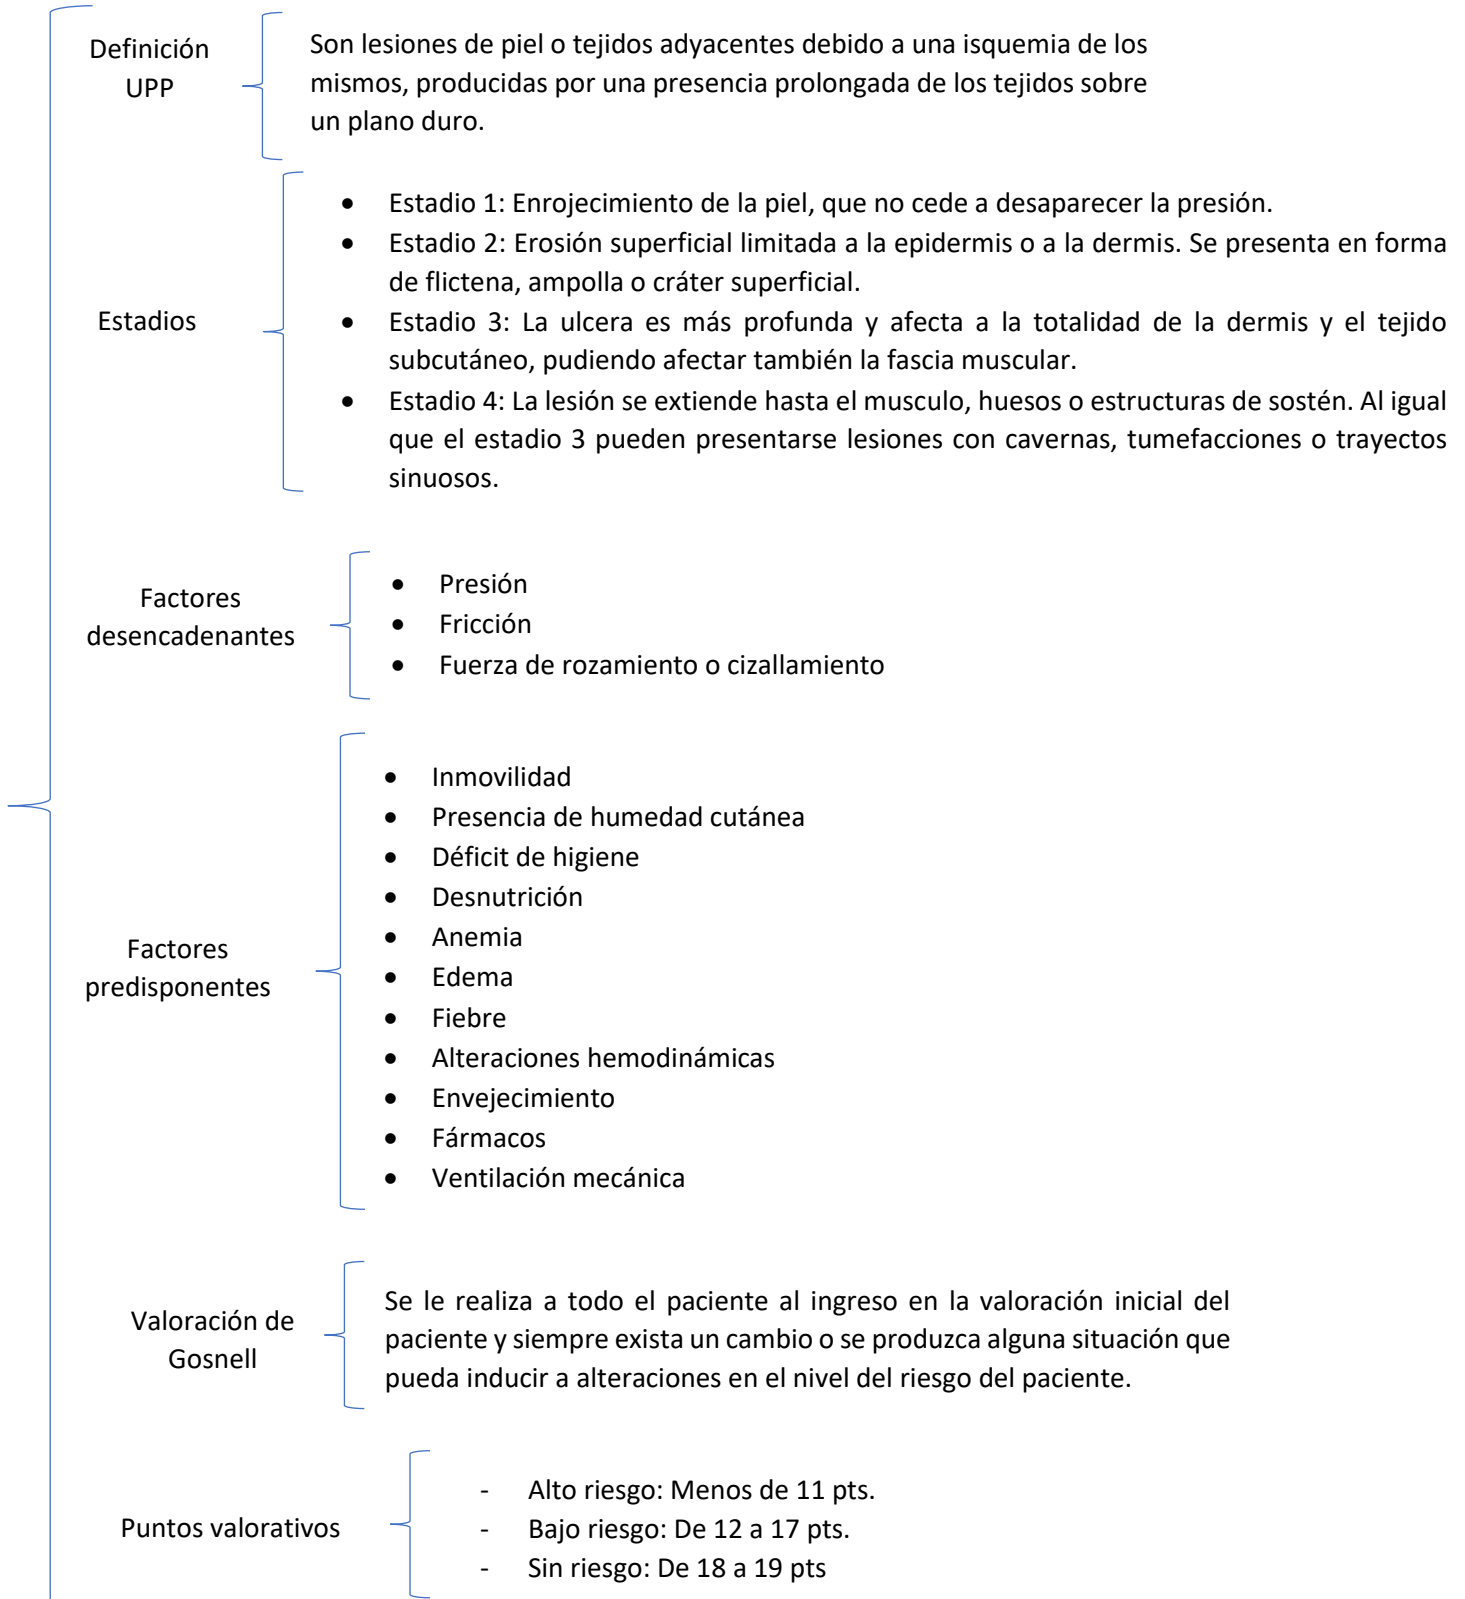 Definición
UPP
Son lesiones de piel o tejidos adyacentes debido a una isquemia de los
mismos, producidas por una presencia prolongada de los tejidos sobre
un plano duro.
Estadios
• Estadio 1: Enrojecimiento de la piel, que no cede a desaparecer la presión.
• Estadio 2: Erosión superficial limitada a la epidermis o a la dermis. Se presenta en forma
de flictena, ampolla o cráter superficial.
• Estadio 3: La ulcera es más profunda y afecta a la totalidad de la dermis y el tejido
subcutáneo, pudiendo afectar también la fascia muscular.
• Estadio 4: La lesión se extiende hasta el musculo, huesos o estructuras de sostén. Al igual
que el estadio 3 pueden presentarse lesiones con cavernas, tumefacciones o trayectos
sinuosos.
Factores
desencadenantes
• Presión
• Fricción
• Fuerza de rozamiento o cizallamiento
Factores
predisponentes
• Inmovilidad
• Presencia de humedad cutánea
• Déficit de higiene
• Desnutrición
• Anemia
• Edema
• Fiebre
• Alteraciones hemodinámicas
• Envejecimiento
• Fármacos
• Ventilación mecánica
Valoración de
Gosnell
Se le realiza a todo el paciente al ingreso en la valoración inicial del
paciente y siempre exista un cambio o se produzca alguna situación que
pueda inducir a alteraciones en el nivel del riesgo del paciente.
Puntos valorativos
- Alto riesgo: Menos de 11 pts.
- Bajo riesgo: De 12 a 17 pts.
- Sin riesgo: De 18 a 19 pts